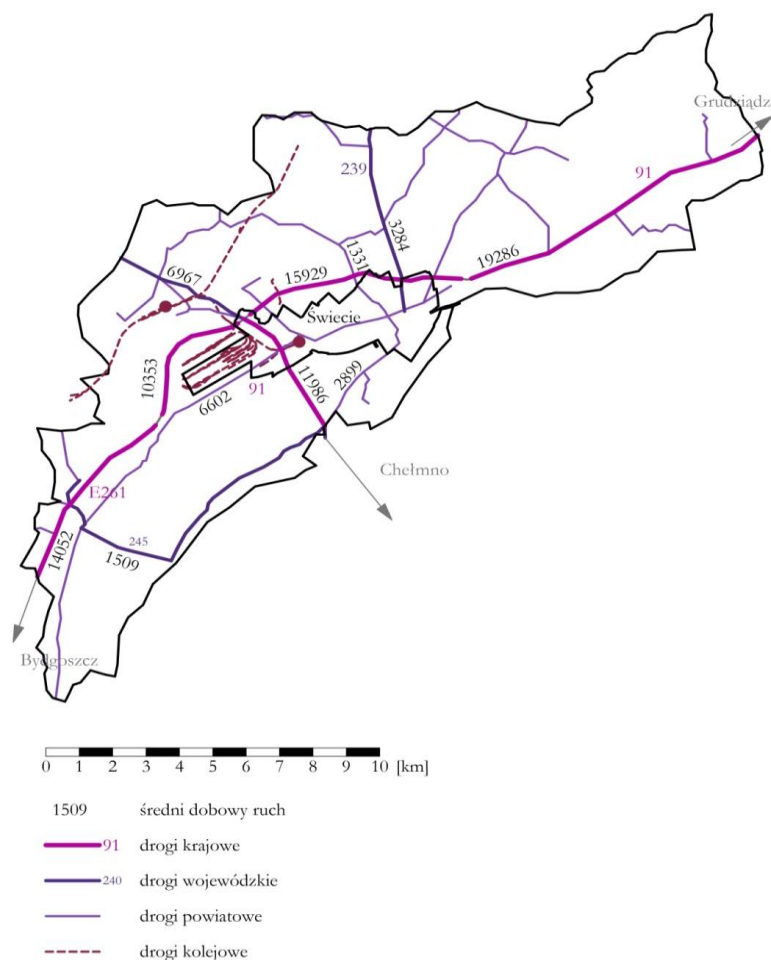 Grudziądz
91
239
3284
1331
19286
6967
15929
Świecie
10353
91
11986
2899
6602
Chełmno
E261
14052
245
1509
Bydgoszcz
0 1 2 3 4 5 6 7 8 9 10 [km]
1509 średni dobowy ruch
91 drogi krajowe
240 drogi wojewódzkie
drogi powiatowe
drogi kolejowe